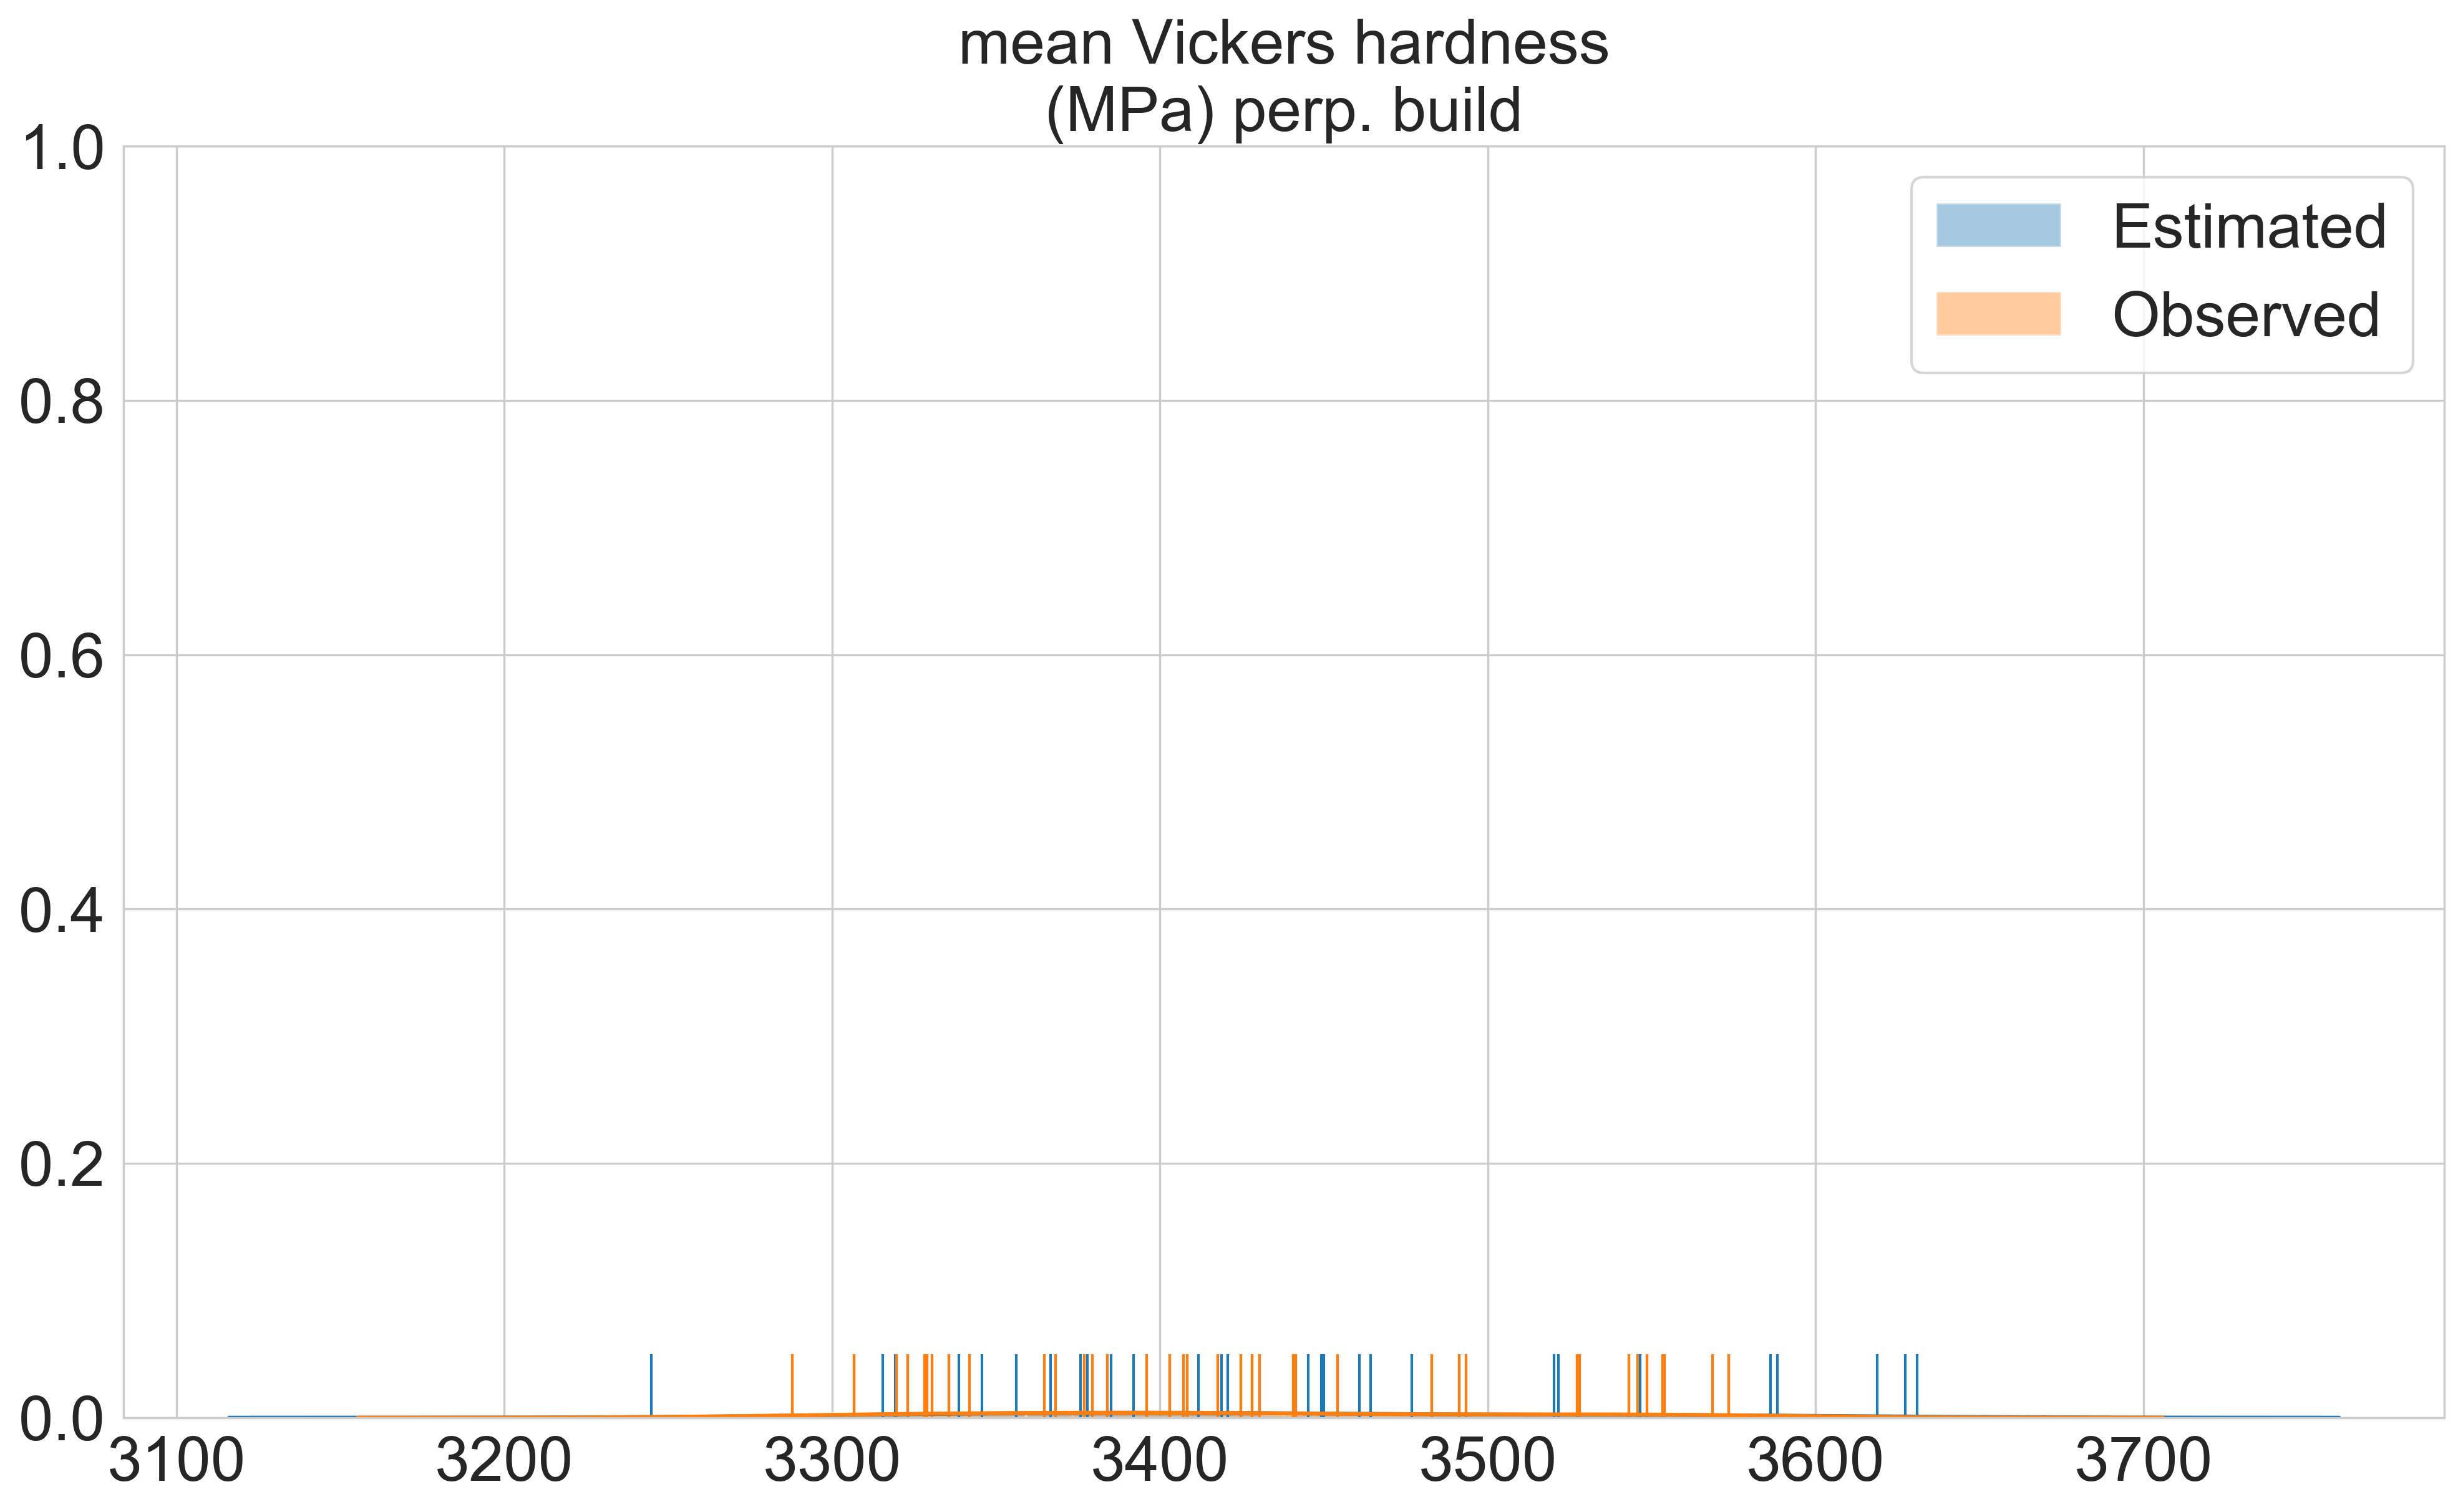 mean Vickers hardness
(MPa) perp. build
1.0
0.8
0.6
0.4
0.2
0.0
Estimated
Observed
3100 3200 3300 3400 3500 3600 3700